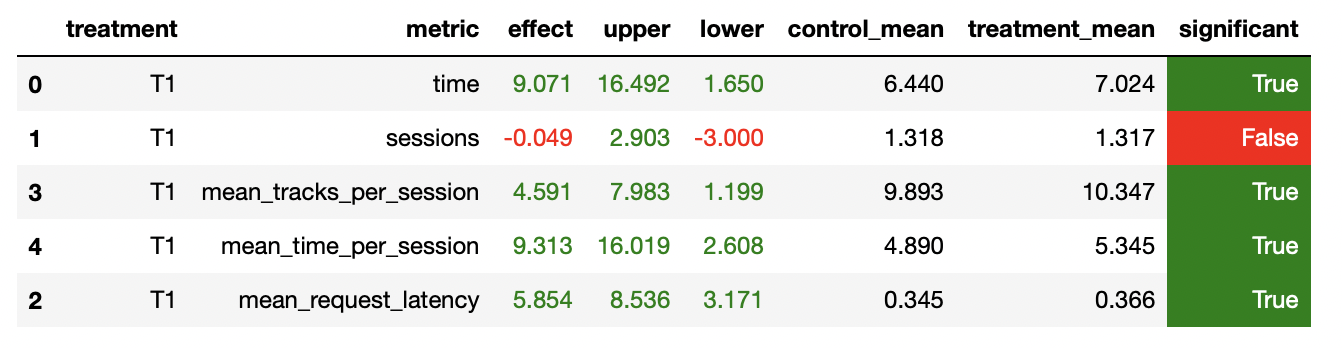 treatment metric effect upper lower control_mean treatment_mean significant
0 T1 time 9.071 16.492 1.650 6.440 7.024 True
1 T1 sessions -0.049 2.903 -3.000 1.318 1.317 False
3 T1 mean_tracks_per_session 4.591 7.983 1.199 9.893 10.347 True
4 T1 mean_time_per_session 9.313 16.019 2.608 4.890 5.345 True
2 T1 mean_request_latency 5.854 8.536 3.171 0.345 0.366 True